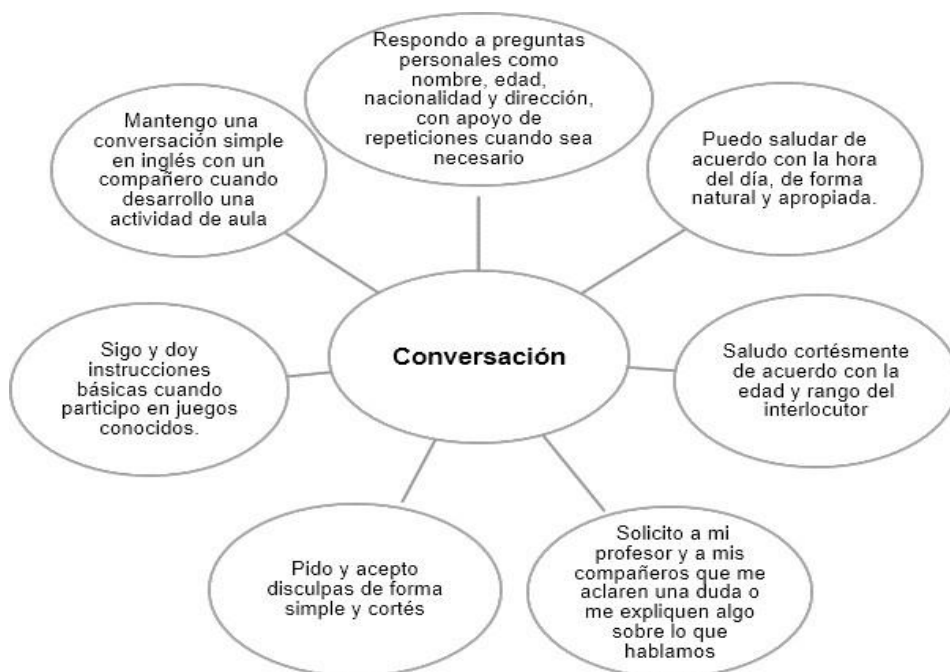 Respondo a preguntas
personales como
nombre, edad,
nacionalidad y dirección,
con apoyo de
repeticiones cuando sea
necesario
Puedo saludar de
acuerdo con la hora
del día, de forma
natural y apropiada.
Saludo cortésmente
de acuerdo con la
edad y rango del
interlocutor
Solicito a mi
profesor y a mis
compañeros que me
aclaren una duda o
me expliquen algo
sobre lo que
hablamos
Pido y acepto
disculpas de forma
simple y cortés
Sigo y doy
instrucciones
básicas cuando
participo en juegos
conocidos.
Mantengo una
conversación simple
en inglés con un
compañero cuando
desarrollo una
actividad de aula
Conversación